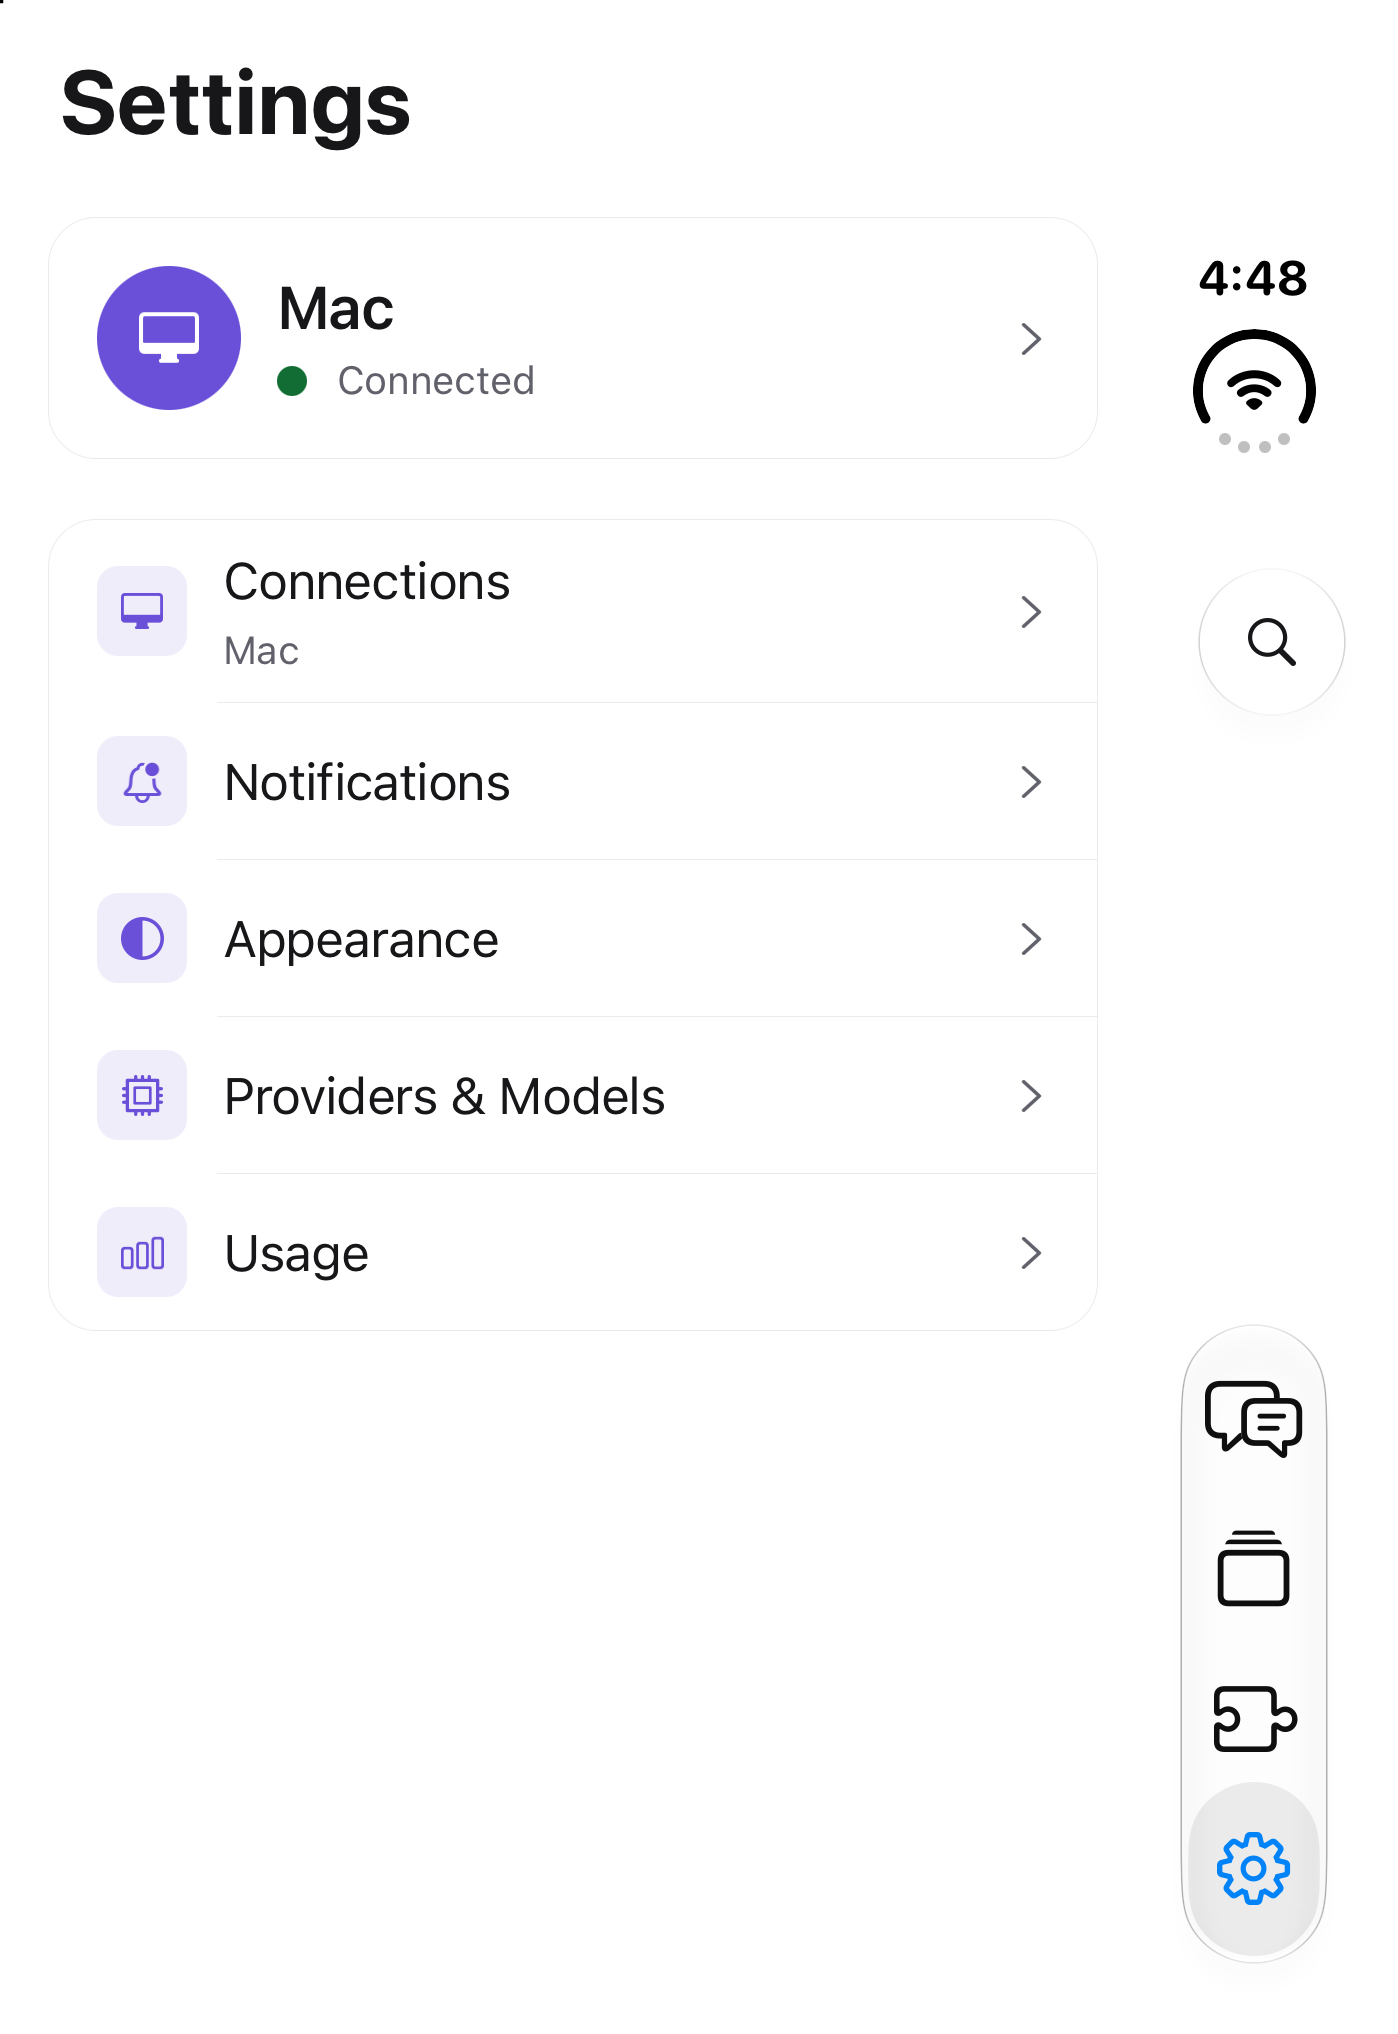 Settings
Mac
Connected
4:48
Connections
Mac
Notifications
Appearance
Providers & Models
Usage